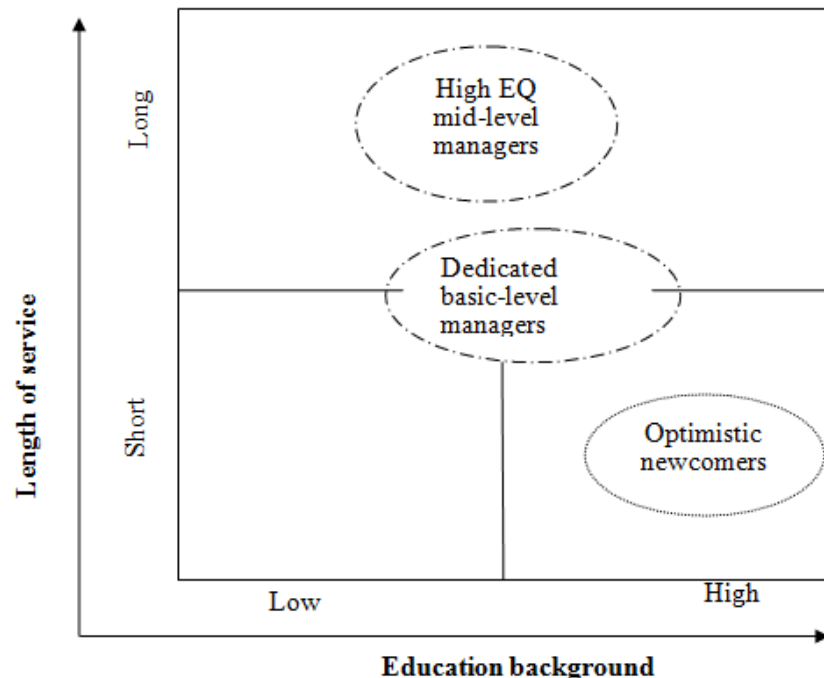 High EQ
mid-level
managers
Long
Dedicated
basic-level
managers
Length of service
Short
Optimistic
newcomers
Low
High
Education background